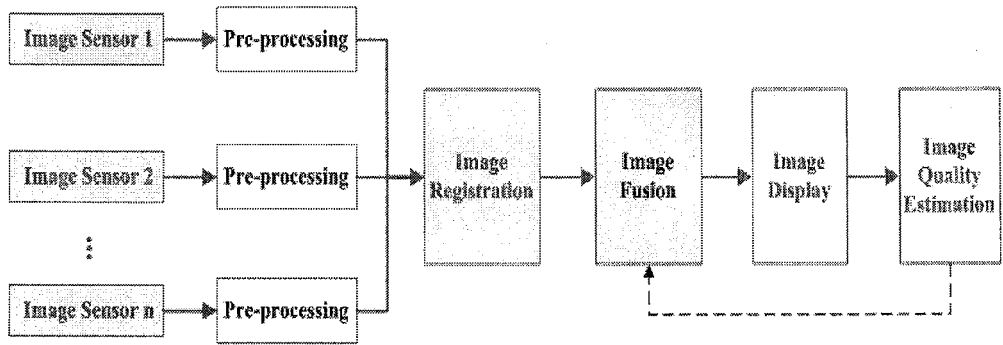 Image Sensor 1
Pre-processing
Image Sensor 2
Pre-processing
Image Sensor n
Pre-processing
Image
Registration
Image
Fusion
Image
Display
Image
Quality
Estimation